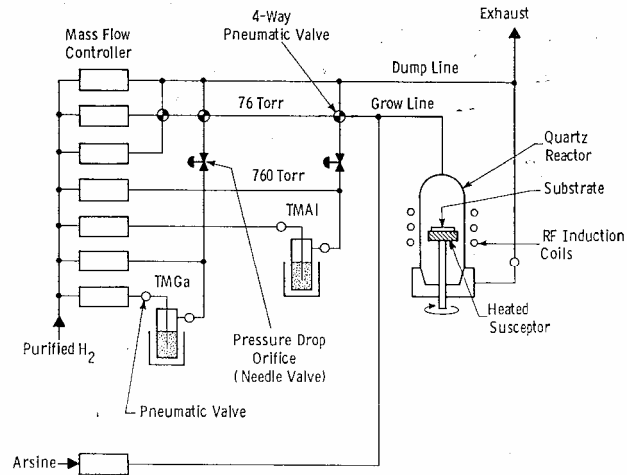 4-Way
Pneumatic Valve
Exhaust
Mass Flow
Controller
Dump Line
76 Torr
Grow Line
Quartz
Reactor
760 Torr
Substrate
TMAl
RF Induction
Coils
TMGa
Heated
Susceptor
Purified H₂
Pressure Drop
Orifice
(Needle Valve)
Pneumatic Valve
Arsine